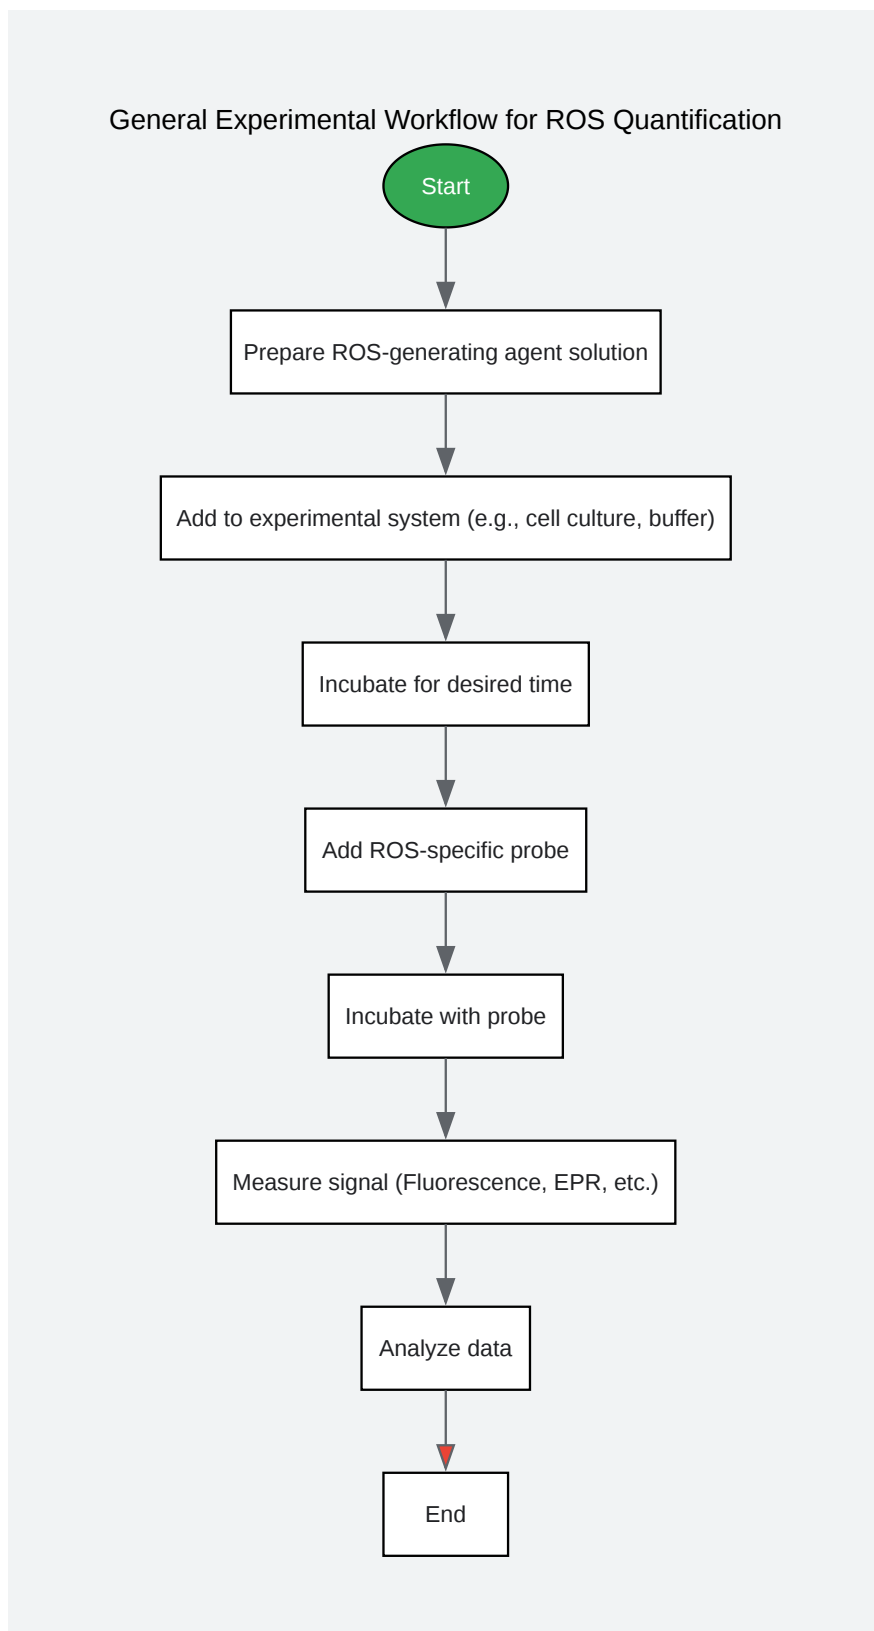 General Experimental Workflow for ROS Quantification
Start
Prepare ROS-generating agent solution
Add to experimental system (e.g., cell culture, buffer)
Incubate for desired time
Add ROS-specific probe
Incubate with probe
Measure signal (Fluorescence, EPR, etc.)
Analyze data
End